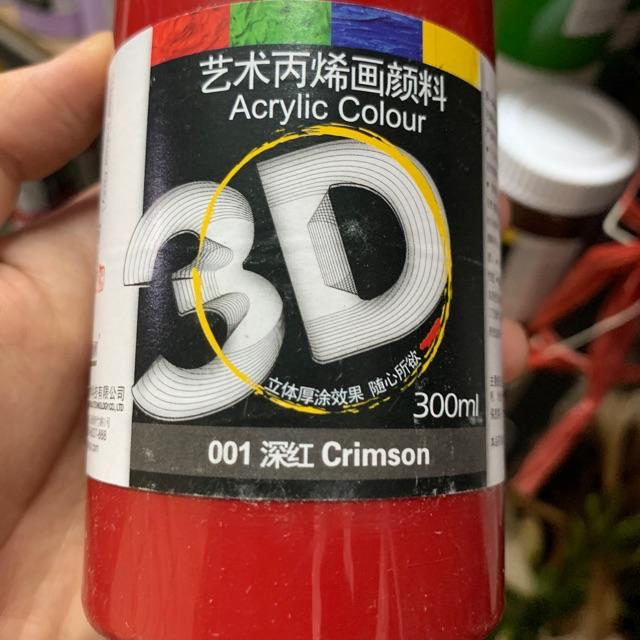 艺术丙烯画颜料
Acrylic Colour
3D
立体厚涂效果 随心所欲
300ml
001 深红 Crimson